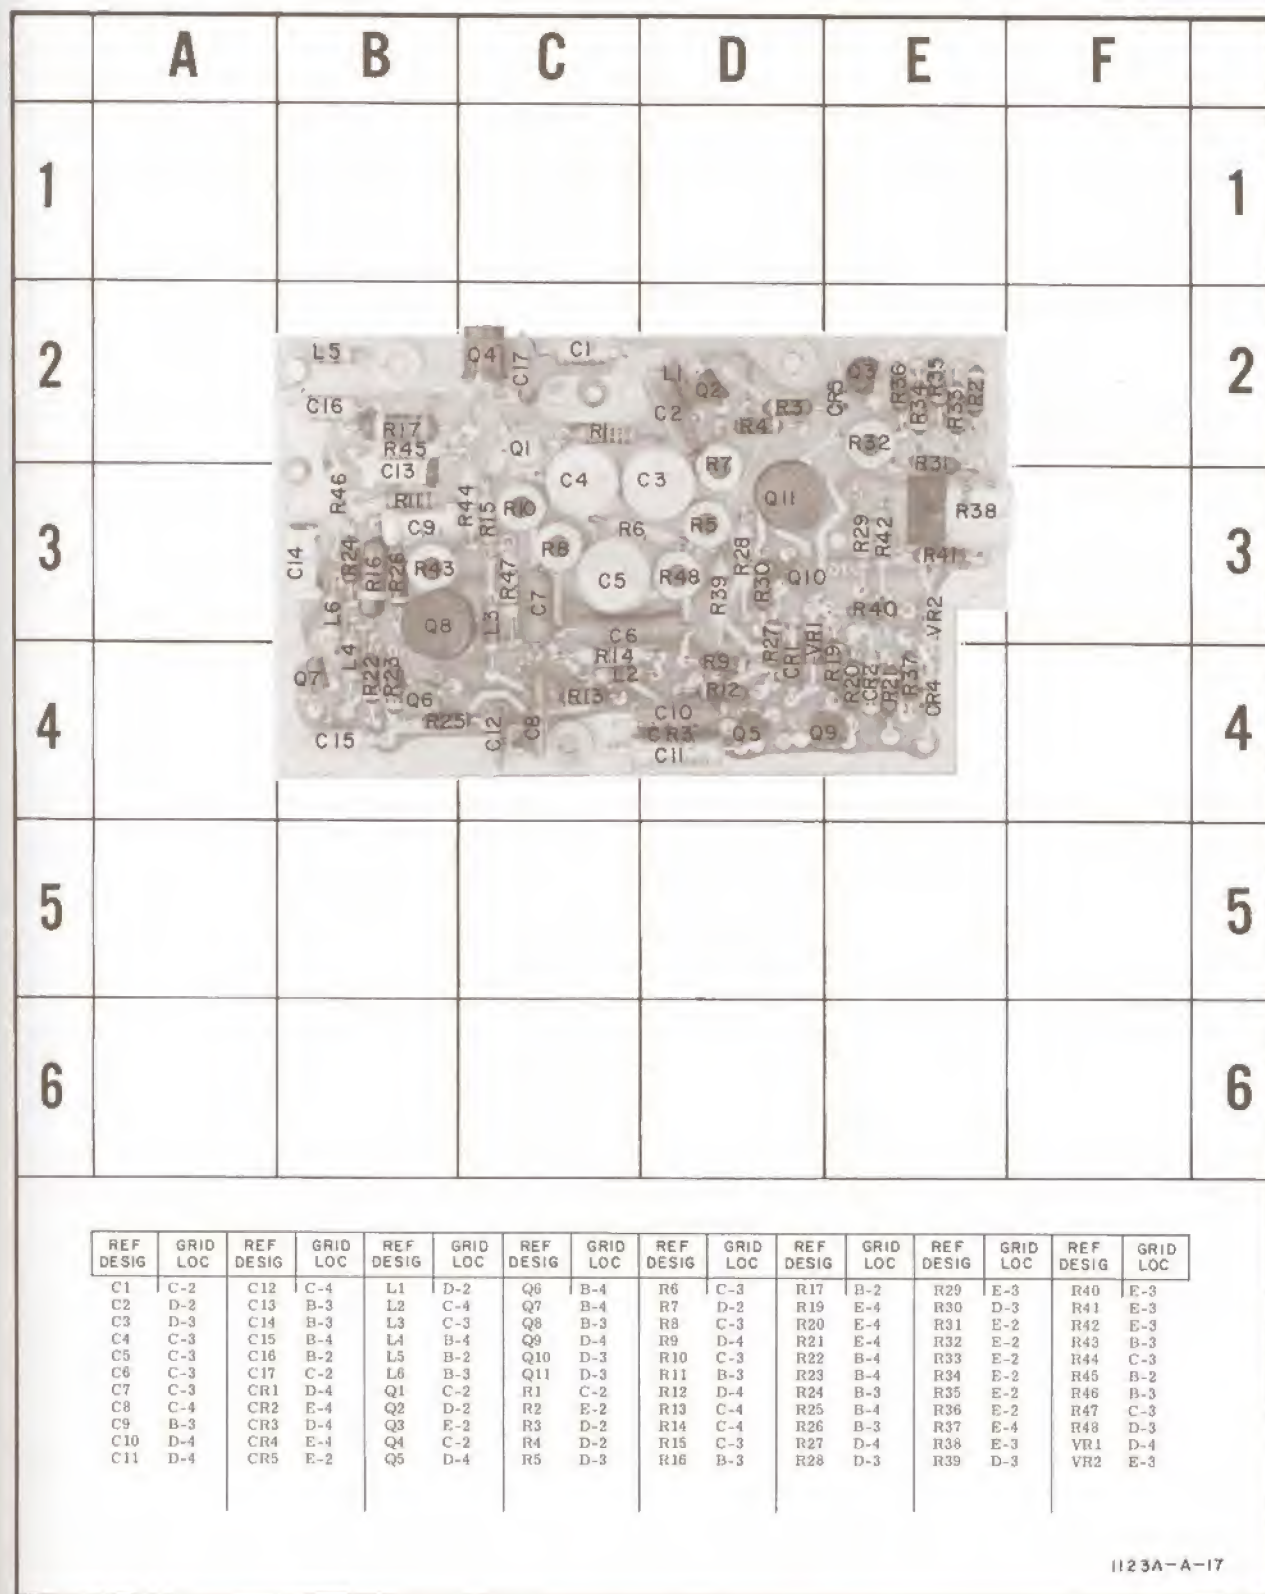 A B C D E F
1 1
L5 Q4 C17 C1 L1 Q2 CR5 Q3 R36 R34 R35 R33 R2
2 2
C16 C2 R3
R17 R1 R4
R45 Q1 R32
C13 R7 R31
R46 C4 C3 Q11
R11 R44 R15 R10 R38
C9 R6 R5 R29 R42
3 3
C14 R24 R16 R26 R43 R8 R28 R41
R47 C7 C5 R48 R39 R30 Q10
L6 Q8 L3 R40 VR2
C6 R27 CR1 VR1 R19
L4 R14 R9
Q7 R22 R23 L2 R20 CR2 R21 R37 CR4
Q6 R13 R12
R25 C10
C12 C8 CR3 Q5 Q9
4 4
C15 C11
5 5
6 6
REF DESIG GRID LOC REF DESIG GRID LOC REF DESIG GRID LOC REF DESIG GRID LOC REF DESIG GRID LOC REF DESIG GRID LOC REF DESIG GRID LOC REF DESIG GRID LOC
C1 C-2 C12 C-4 L1 D-2 Q6 B-4 R6 C-3 R17 B-2 R29 E-3 R40 E-3
C2 D-2 C13 B-3 L2 C-4 Q7 B-4 R7 D-2 R19 E-4 R30 D-3 R41 E-3
C3 D-3 C14 B-3 L3 C-3 Q8 B-3 R8 C-3 R20 E-4 R31 E-2 R42 E-3
C4 C-3 C15 B-4 L4 B-4 Q9 D-4 R9 D-4 R21 E-4 R32 E-2 R43 B-3
C5 C-3 C16 B-2 L5 B-2 Q10 D-3 R10 C-3 R22 B-4 R33 E-2 R44 C-3
C6 C-3 C17 C-2 L6 B-3 Q11 D-3 R11 B-3 R23 B-4 R34 E-2 R45 B-2
C7 C-3 CR1 D-4 Q1 C-2 R1 C-2 R12 D-4 R24 B-3 R35 E-2 R46 B-3
C8 C-4 CR2 E-4 Q2 D-2 R2 E-2 R13 C-4 R25 B-4 R36 E-2 R47 C-3
C9 B-3 CR3 D-4 Q3 E-2 R3 D-2 R14 C-4 R26 B-3 R37 E-4 R48 D-3
C10 D-4 CR4 E-4 Q4 C-2 R4 D-2 R15 C-3 R27 D-4 R38 E-3 VR1 D-4
C11 D-4 CR5 E-2 Q5 D-4 R5 D-3 R16 B-3 R28 D-3 R39 D-3 VR2 E-3
1123A-A-17